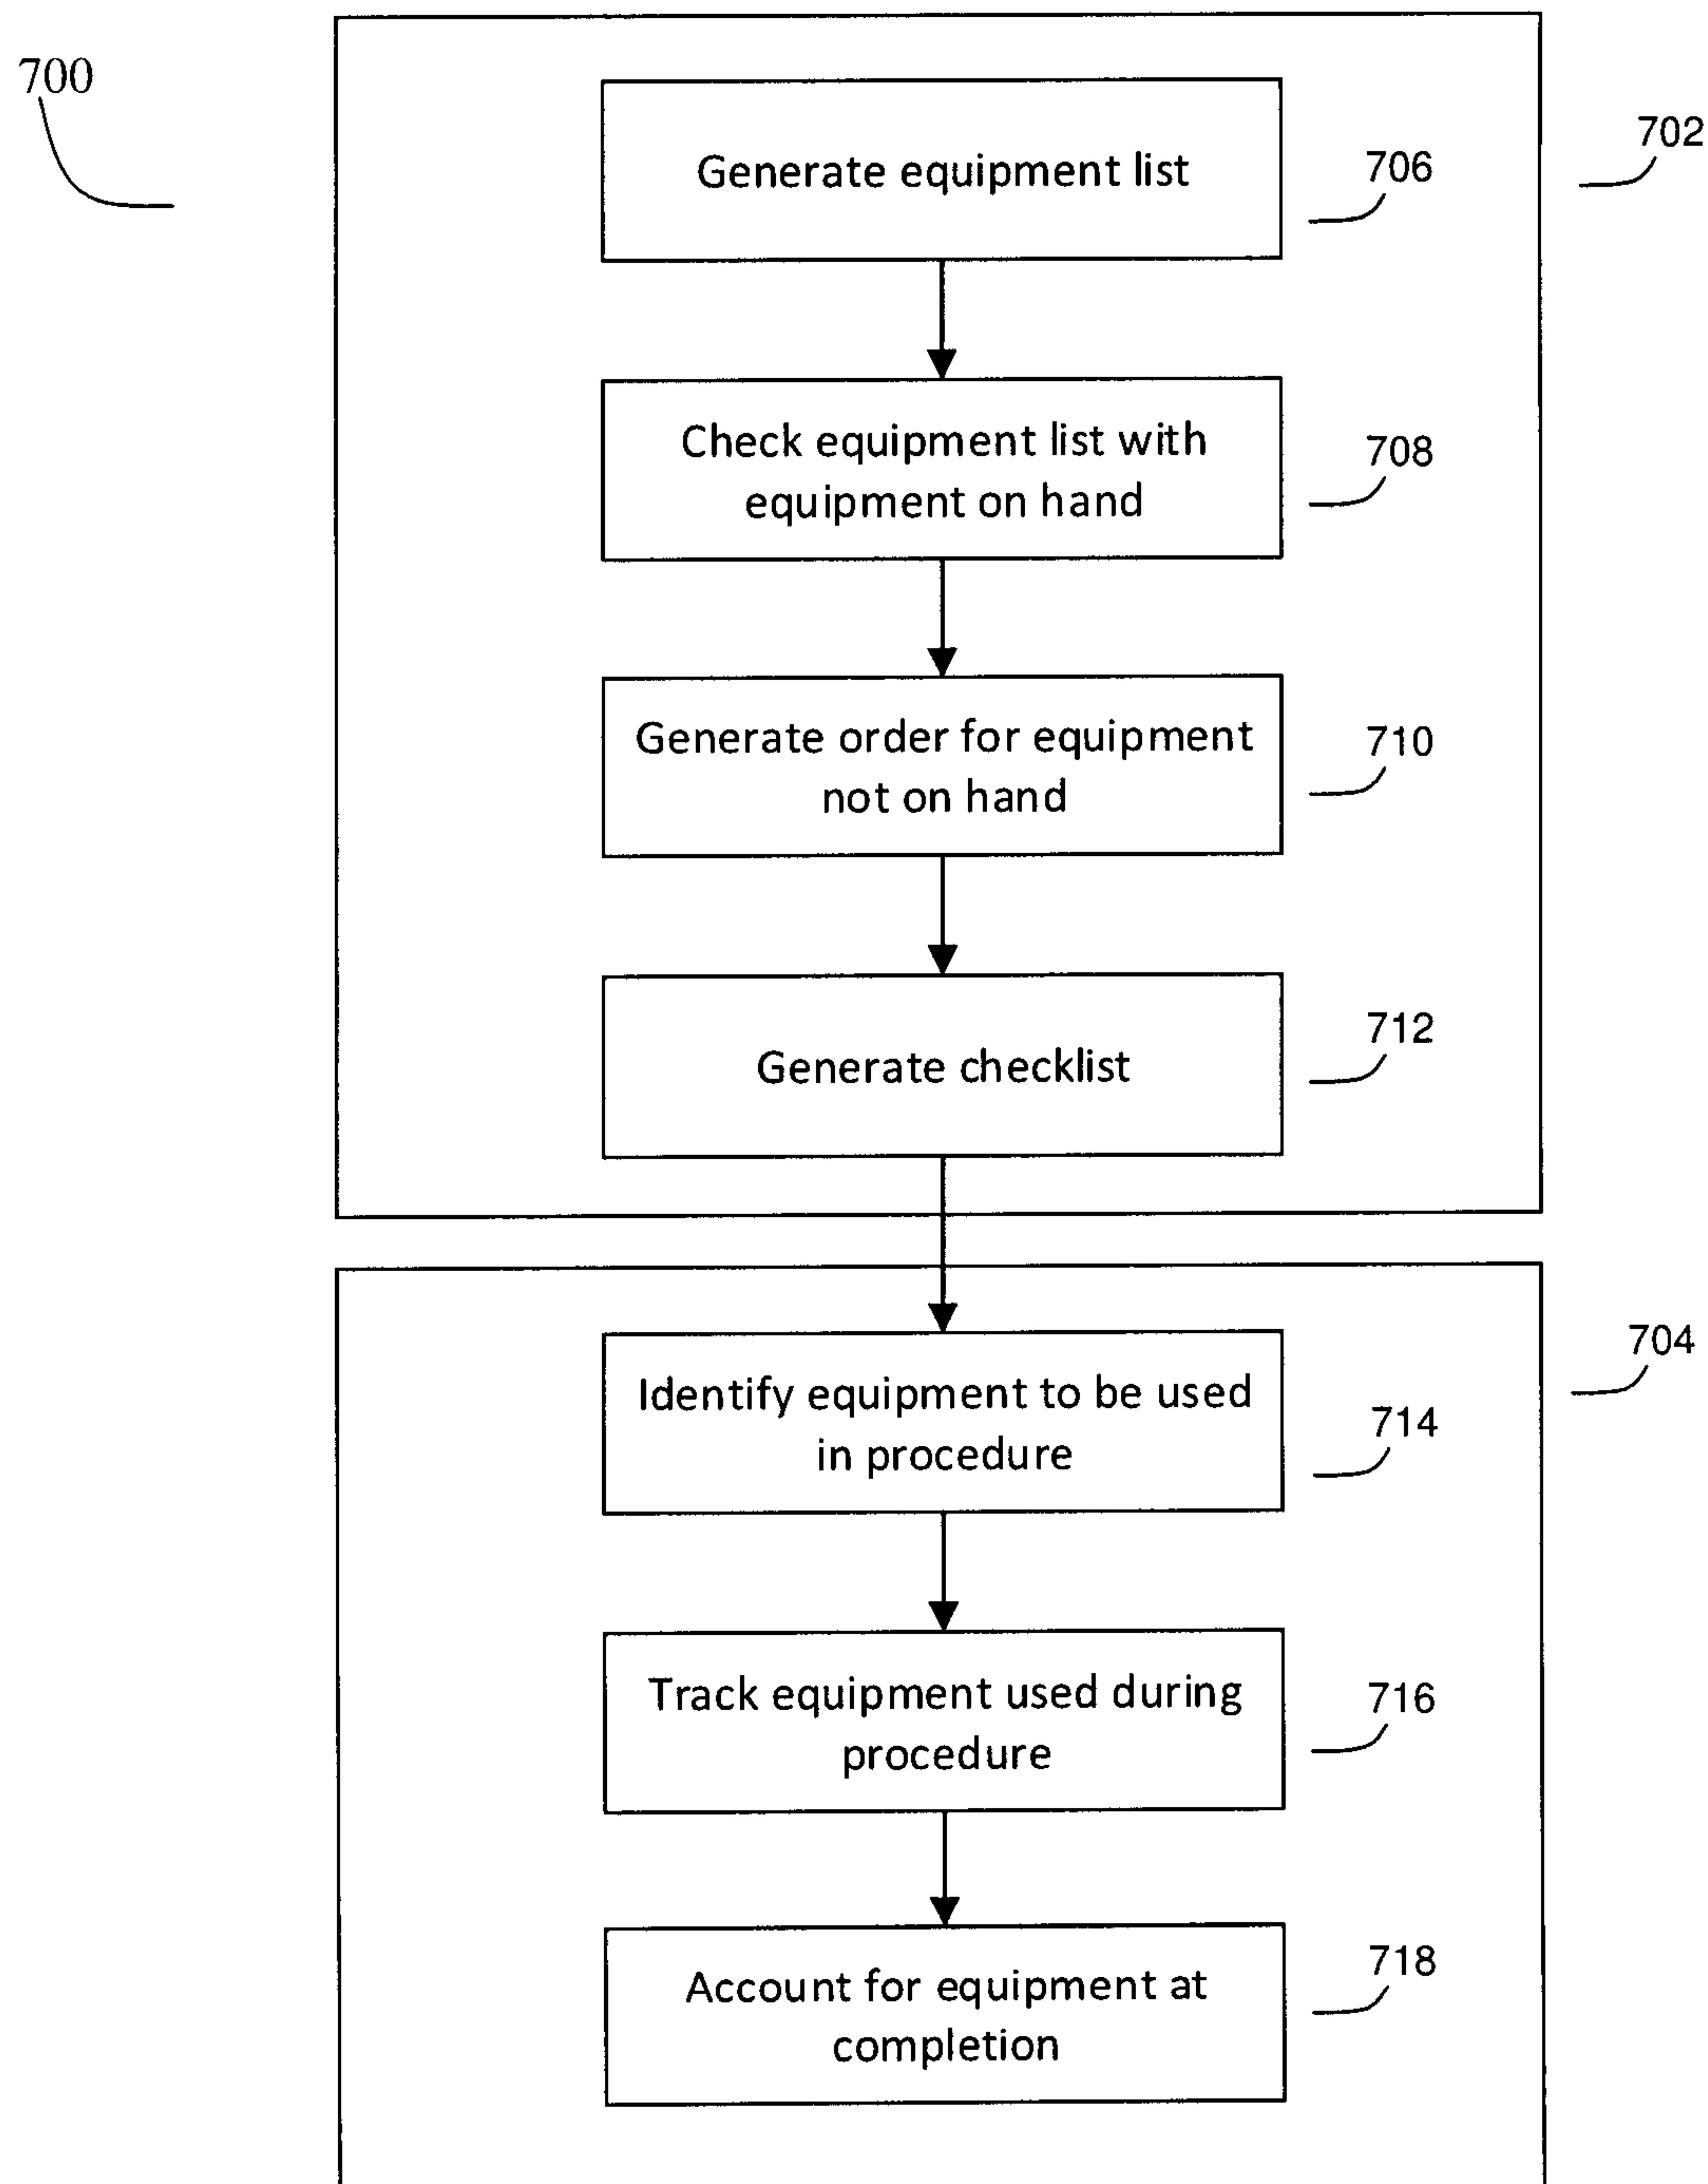 700
702
Generate equipment list
706
Check equipment list with
equipment on hand
708
Generate order for equipment
not on hand
710
Generate checklist
712
704
Identify equipment to be used
in procedure
714
Track equipment used during
procedure
716
Account for equipment at
completion
718